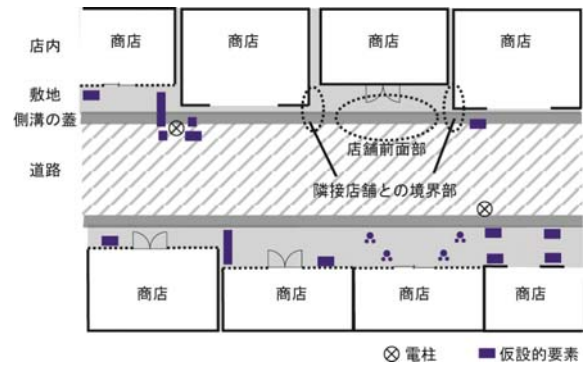 店内
商店
商店
商店
商店
敷地
側溝の蓋
店舗前面部
道路
隣接店舗との境界部
商店
商店
商店
商店
電柱
仮設的要素